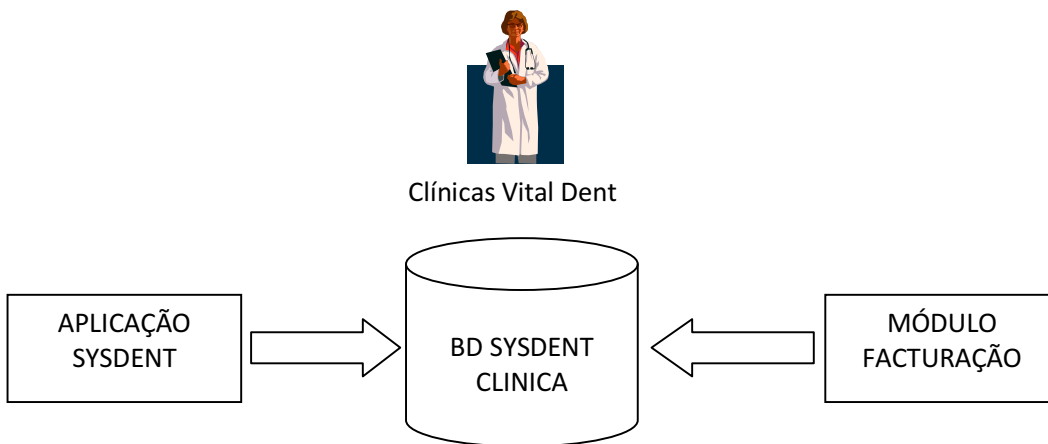 Clínicas Vital Dent
APLICAÇÃO
SYSDENT
BD SYSDENT
CLINICA
MÓDULO
FACTURAÇÃO